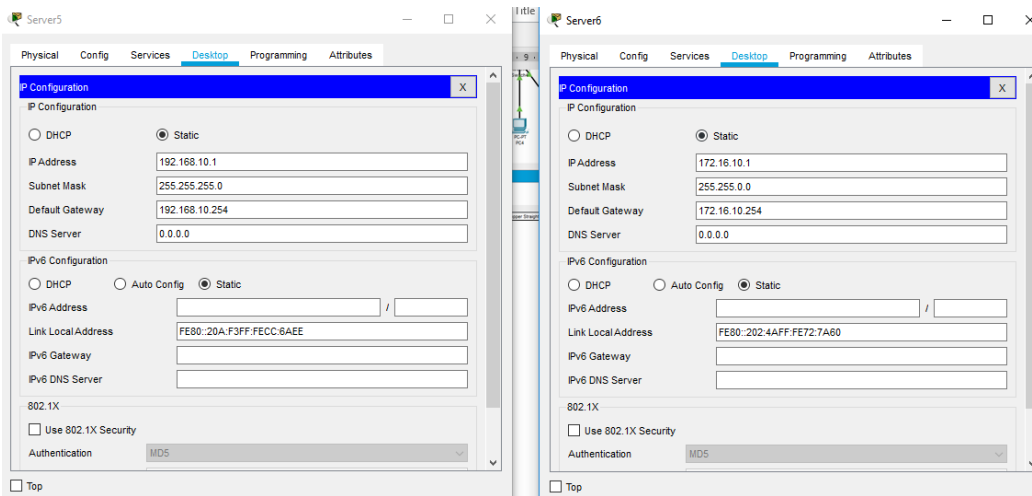 Server5
Physical Config Services Desktop Programming Attributes
IP Configuration
X
IP Configuration
DHCP Static
IP Address 192.168.10.1
Subnet Mask 255.255.255.0
Default Gateway 192.168.10.254
DNS Server 0.0.0.0
IPv6 Configuration
DHCP Auto Config Static
IPv6 Address /
Link Local Address FE80::20A:F3FF:FECC:6AEE
IPv6 Gateway
IPv6 DNS Server
802.1X
Use 802.1X Security
Authentication MD5
Top
Title
9
PC-PT
PC4
Server6
Physical Config Services Desktop Programming Attributes
IP Configuration
X
IP Configuration
DHCP Static
IP Address 172.16.10.1
Subnet Mask 255.255.0.0
Default Gateway 172.16.10.254
DNS Server 0.0.0.0
IPv6 Configuration
DHCP Auto Config Static
IPv6 Address /
Link Local Address FE80::202:4AFF:FE72:7A60
IPv6 Gateway
IPv6 DNS Server
802.1X
Use 802.1X Security
Authentication MD5
Top